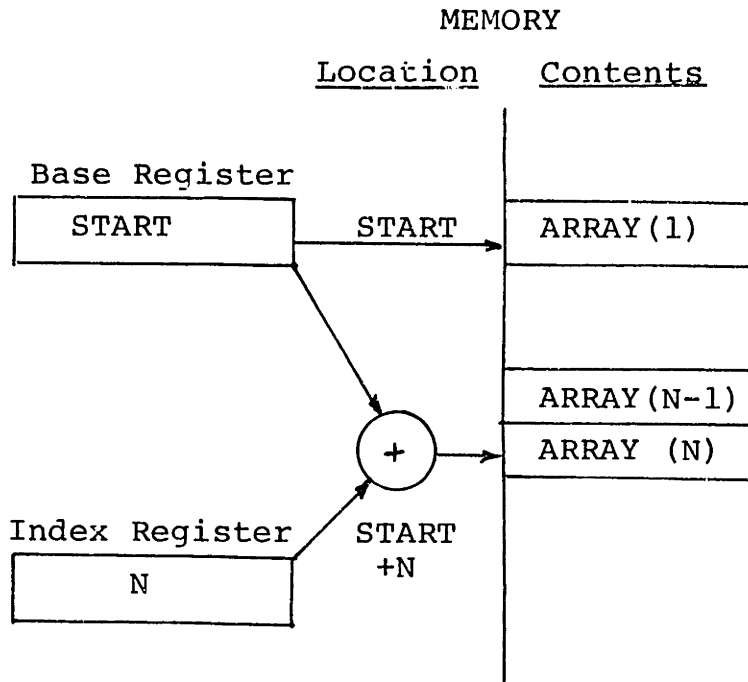 MEMORY
Location Contents
Base Register
START START ARRAY(1)
ARRAY(N-1)
+ ARRAY (N)
Index Register START
+N
N